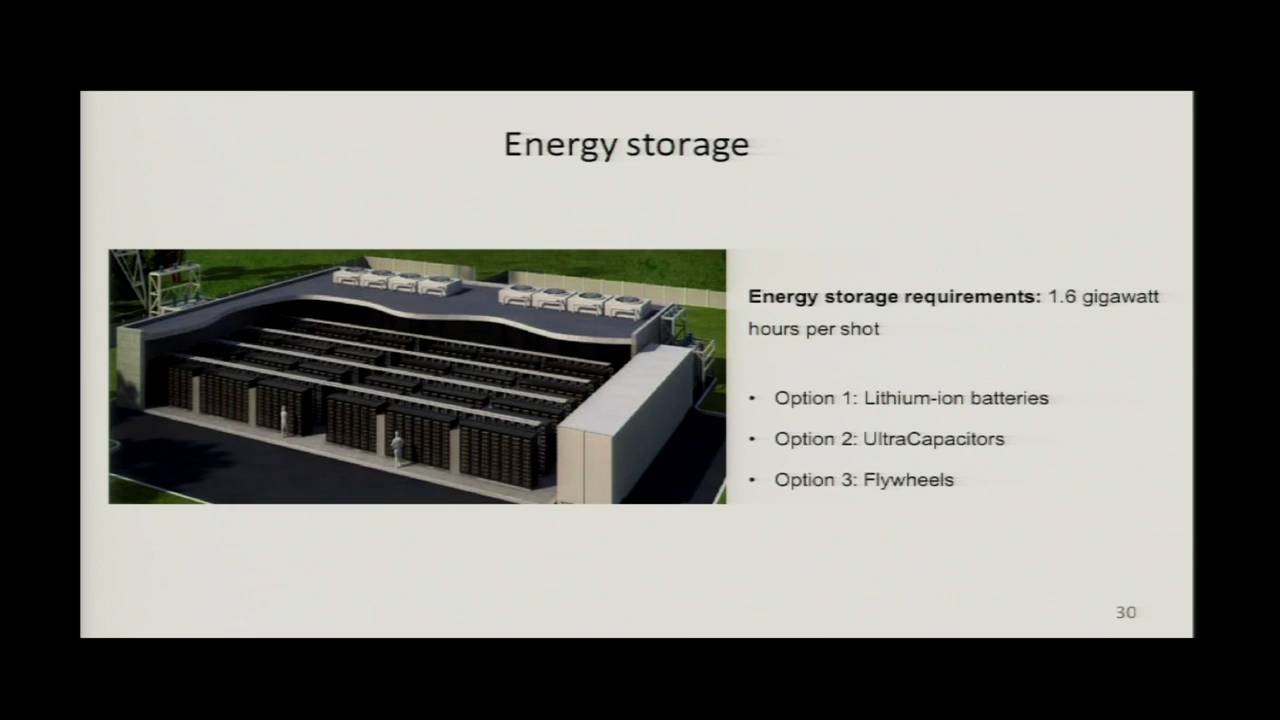 Energy storage
Energy storage requirements: 1.6 gigawatt
hours per shot
• Option 1: Lithium-ion batteries
• Option 2: UltraCapacitors
• Option 3: Flywheels
30